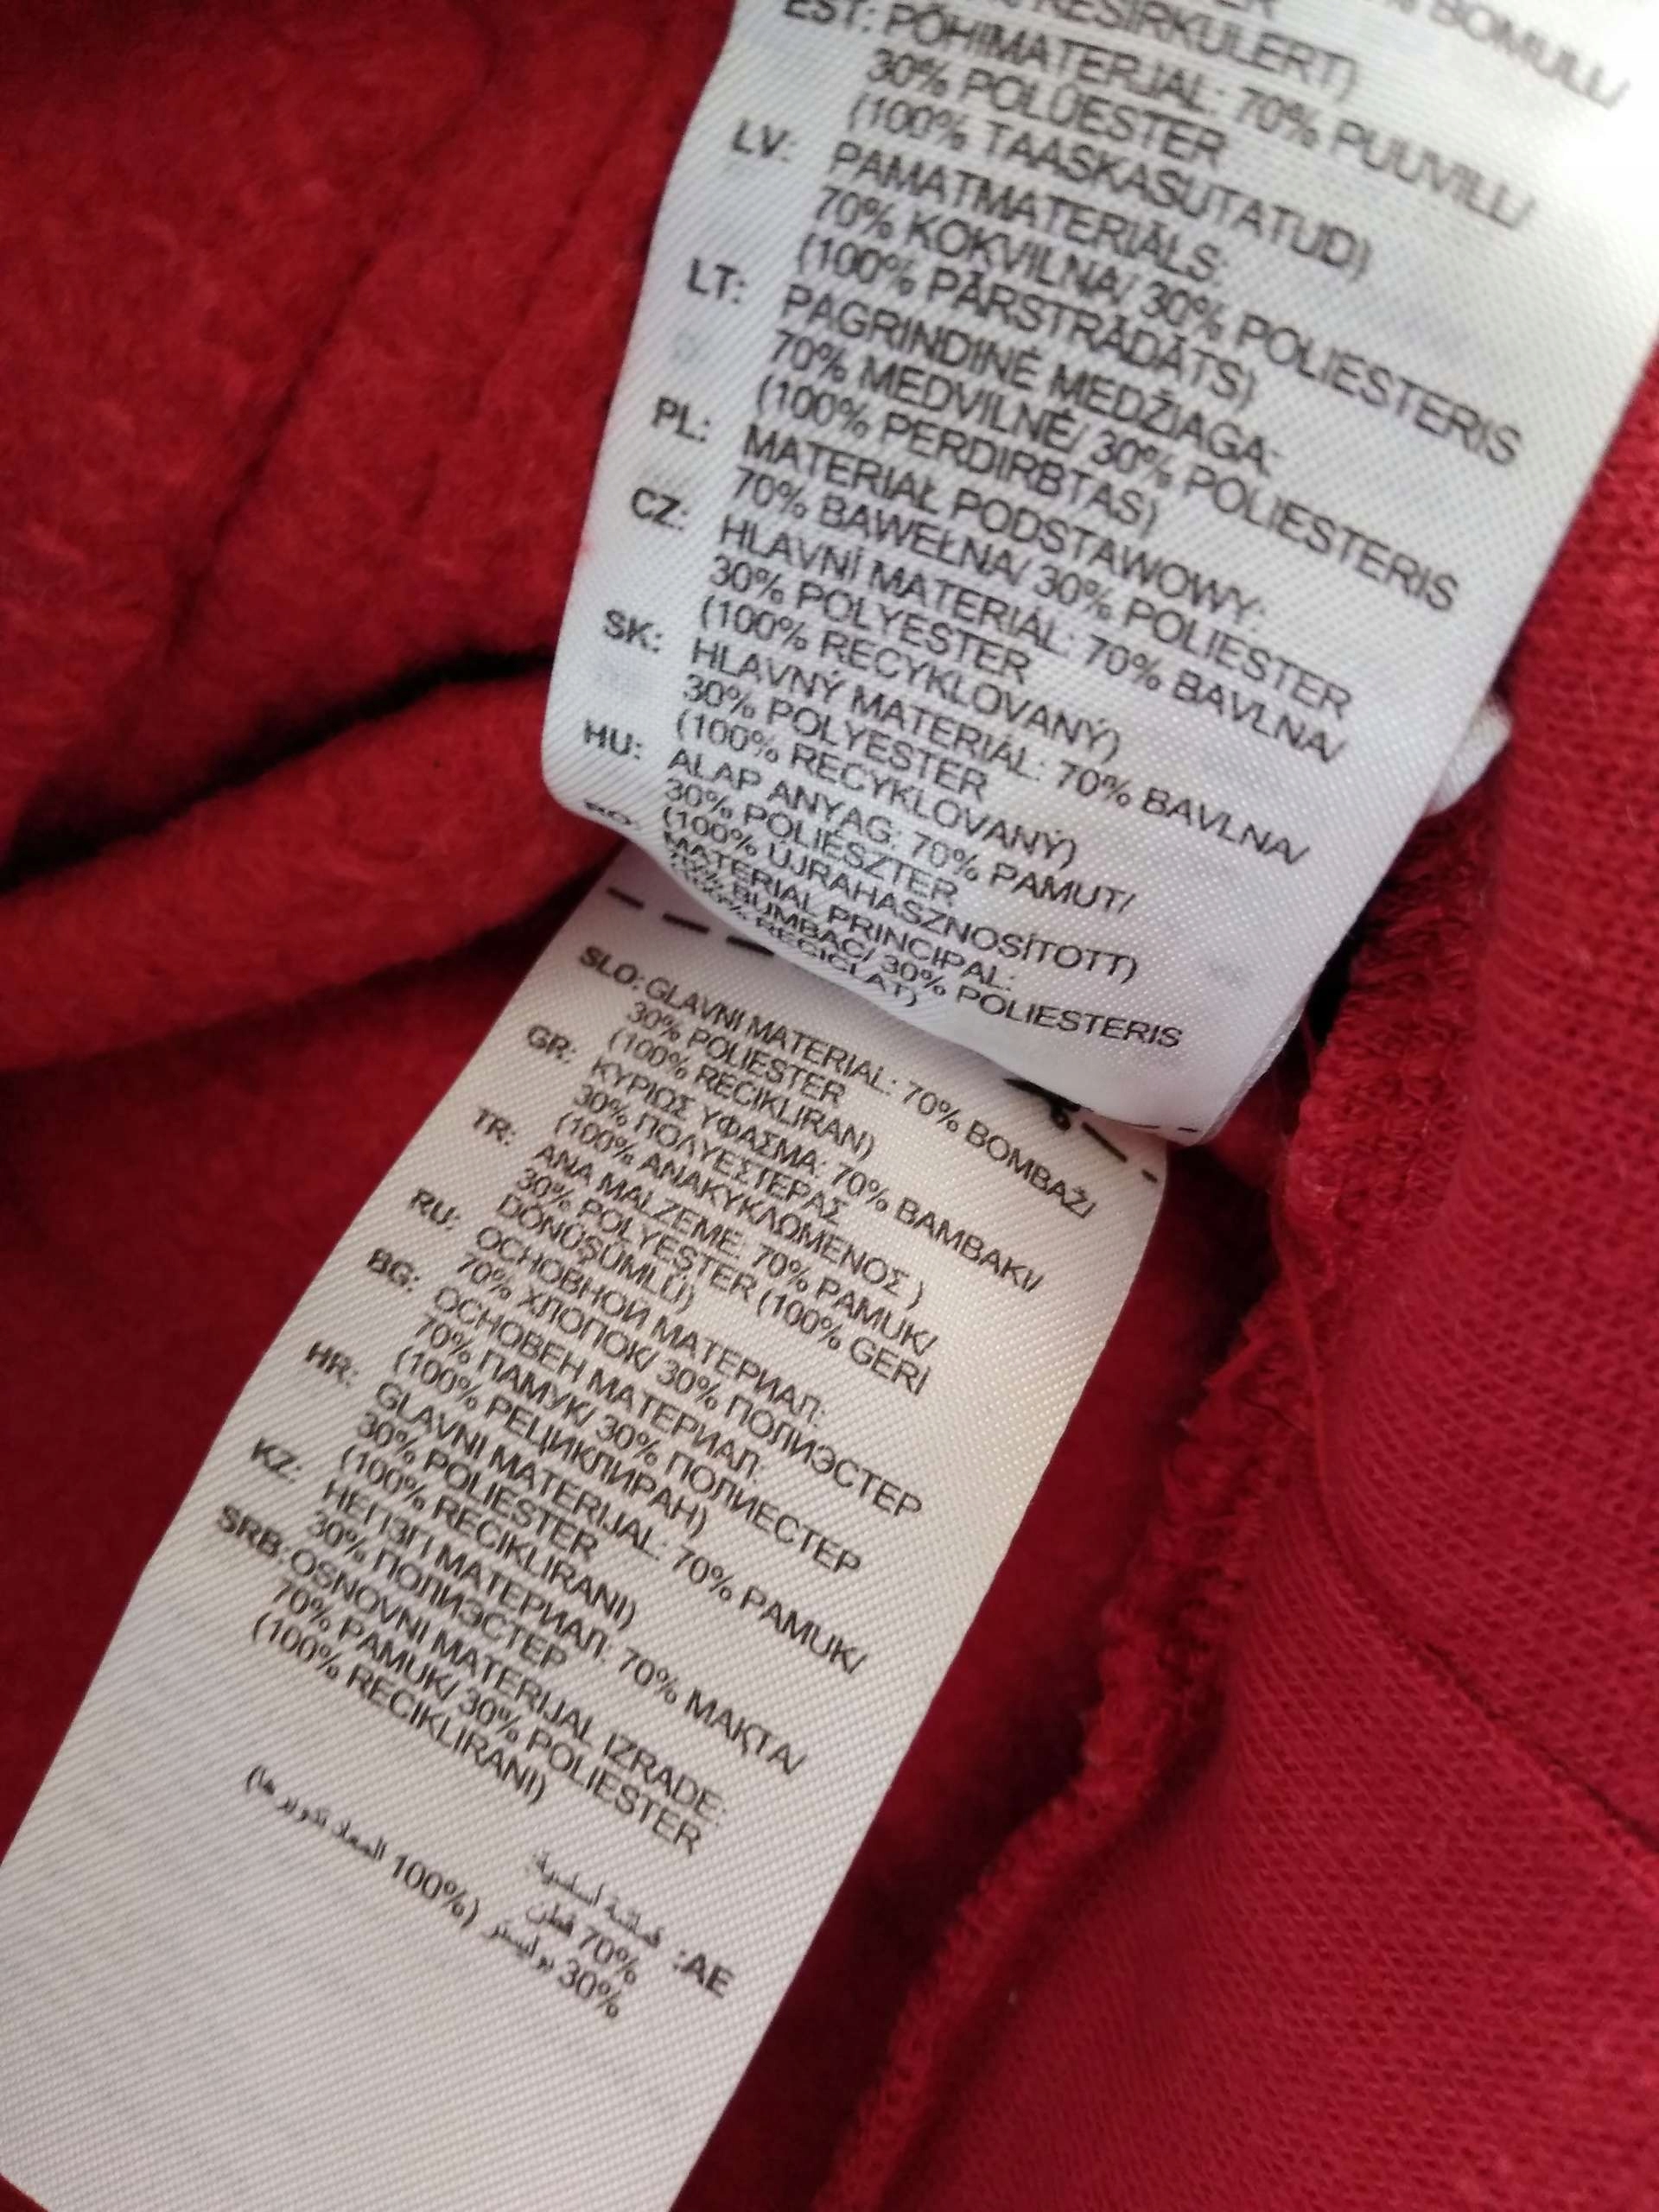 BOMULL/
RESIRKULERT)
EST: PÕHIMATERJAL: 70% PUUVILL/
30% POLÜESTER
(100% TAASKASUTATUD)
LV: PAMATMATERIĀLS:
70% KOKVILNA/ 30% POLIESTERIS
(100% PĀRSTRĀDĀTS)
LT: PAGRINDINĖ MEDŽIAGA:
70% MEDVILNĖ/ 30% POLIESTERIS
(100% PERDIRBTAS)
PL: MATERIAŁ PODSTAWOWY:
70% BAWEŁNA/ 30% POLIESTER
CZ: HLAVNÍ MATERIÁL: 70% BAVLNA/
30% POLYESTER
(100% RECYKLOVANÝ)
SK: HLAVNÝ MATERIÁL: 70% BAVLNA/
30% POLYESTER
(100% RECYKLOVANÝ)
HU: ALAP ANYAG: 70% PAMUT/
30% POLIÉSZTER
(100% ÚJRAHASZNOSÍTOTT)
RO: MATERIAL PRINCIPAL:
70% BUMBAC/ 30% POLIESTERIS
RECICLAT)
SLO: GLAVNI MATERIAL: 70% BOMBAŽ/
30% POLIESTER
(100% RECIKLIRAN)
GR: ΚΥΡΙΩΣ ΥΦΑΣΜΑ: 70% ΒΑΜΒΑΚΙ/
30% ΠΟΛΥΕΣΤΕΡΑΣ
(100% ΑΝΑΚΥΚΛΩΜΕΝΟΣ )
TR: ANA MALZEME: 70% PAMUK/
30% POLYESTER (100% GERİ
DÖNÜŞÜMLÜ)
RU: ОСНОВНОЙ МАТЕРИАЛ:
70% ХЛОПОК/ 30% ПОЛИЭСТЕР
BG: ОСНОВЕН МАТЕРИАЛ:
70% ПАМУК/ 30% ПОЛИЕСТЕР
(100% РЕЦИКЛИРАН)
HR: GLAVNI MATERIJAL: 70% PAMUK/
30% POLIESTER
(100% RECIKLIRANI)
KZ: НЕГІЗГІ МАТЕРИАЛ: 70% МАҚТА/
30% ПОЛИЭСТЕР
SRB: OSNOVNI MATERIJAL IZRADE:
70% PAMUK/ 30% POLIESTER
(100% RECIKLIRANI)
AE: قماشة أساسية:
70% قطن
30% بوليستر (100% المعاد تدويرها)